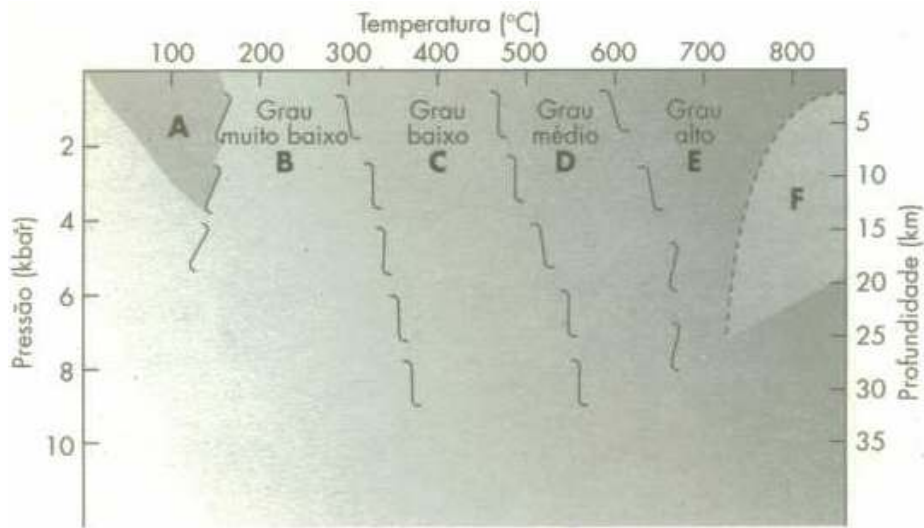 Temperatura (°C)
100 200 300 400 500 600 700 800
A
Grau muito baixo
B
Grau baixo
C
Grau médio
D
Grau alto
E
F
Pressão (kbar)
2
4
6
8
10
5
10
15
20
25
30
35
Profundidade (km)